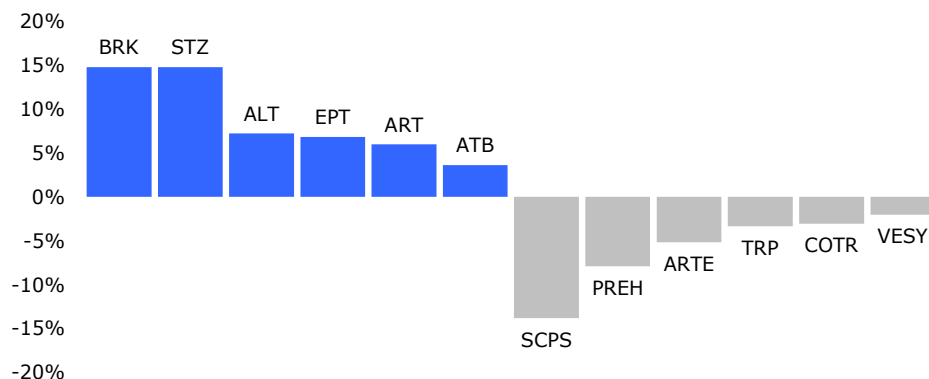 20%
15%
10%
5%
0%
-5%
-10%
-15%
-20%
BRK
STZ
ALT
EPT
ART
ATB
SCPS
PREH
ARTE
TRP
COTR
VESY